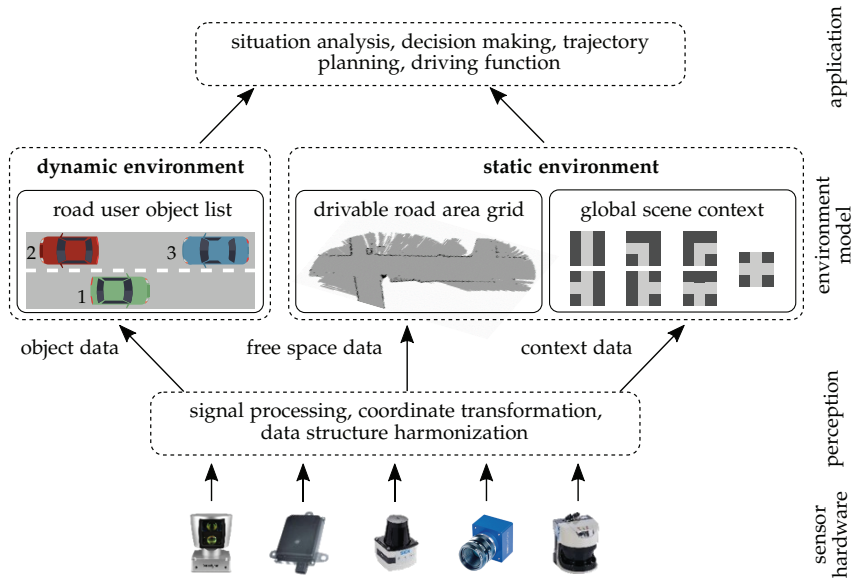 situation analysis, decision making, trajectory
planning, driving function
application
dynamic environment
static environment
road user object list
drivable road area grid
global scene context
2
3
1
environment
model
object data
free space data
context data
signal processing, coordinate transformation,
data structure harmonization
perception
sensor
hardware